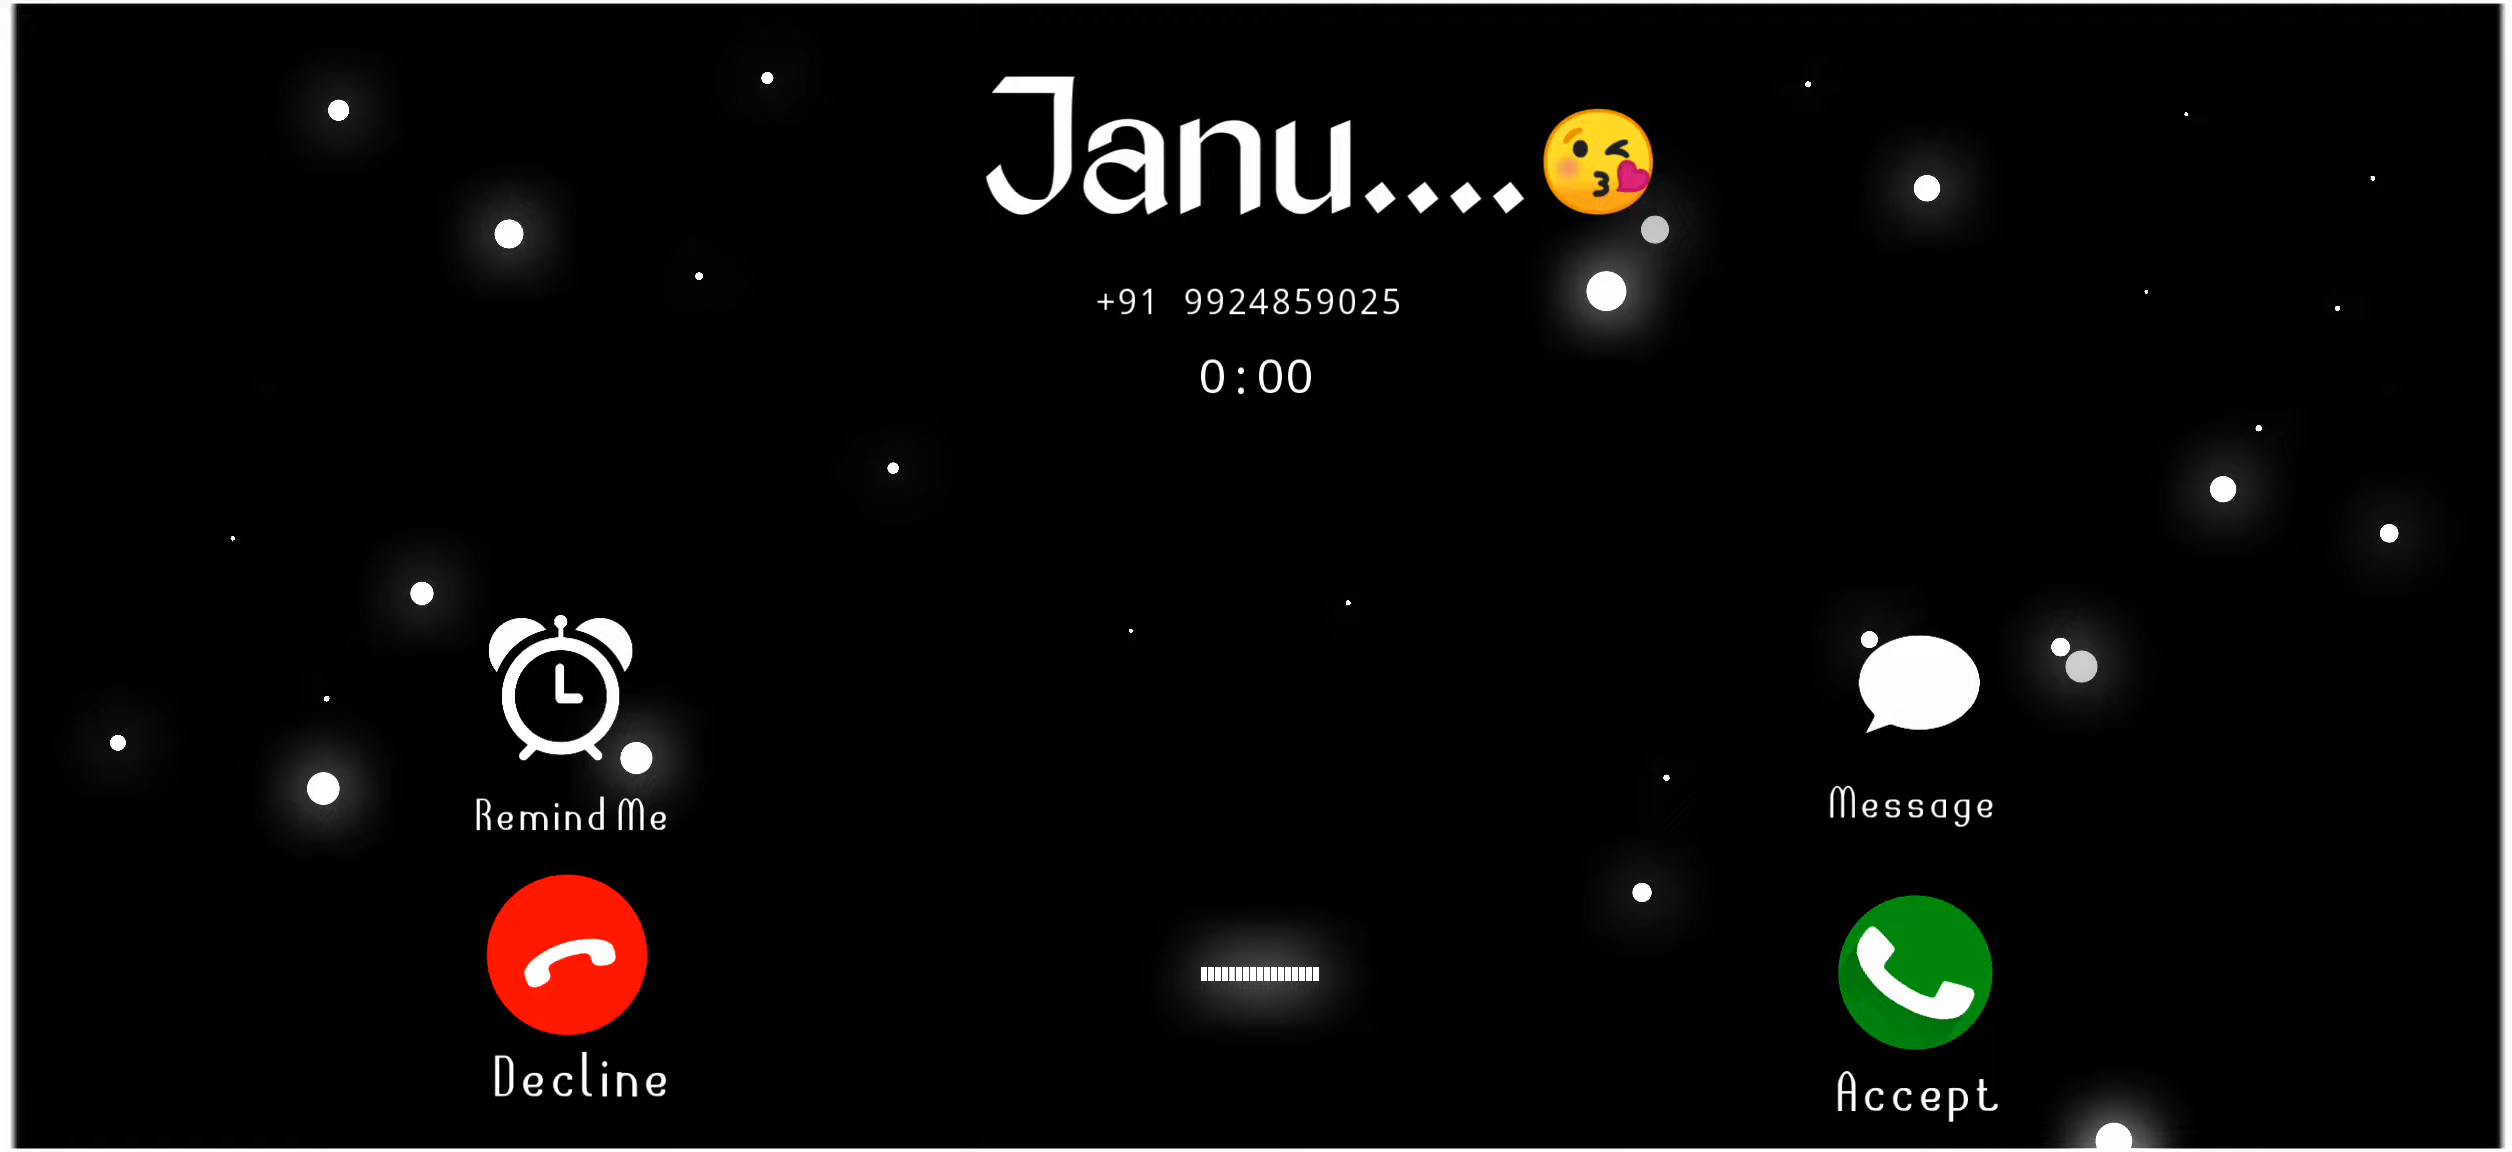 Janu....😘
+91 9924859025
0:00
Remind Me
Message
Decline
Accept